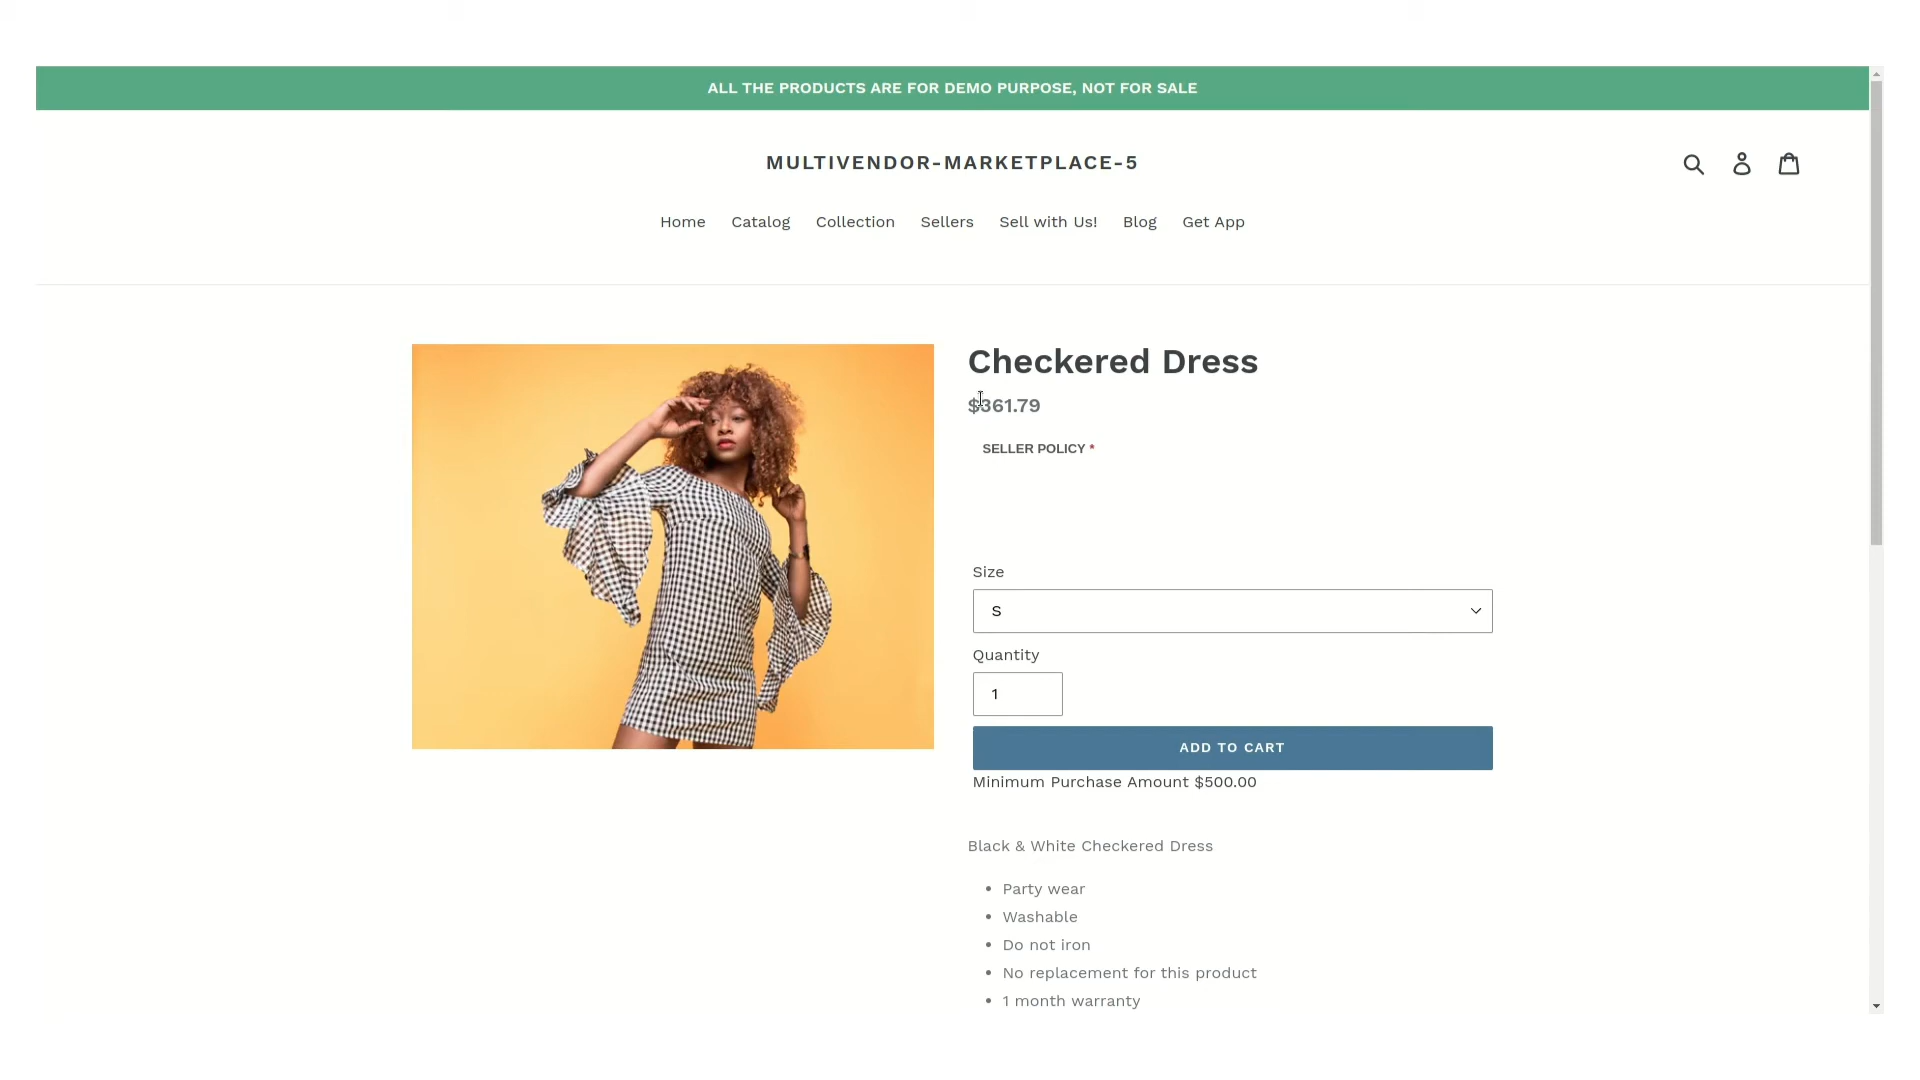 ALL THE PRODUCTS ARE FOR DEMO PURPOSE, NOT FOR SALE
MULTIVENDOR-MARKETPLACE-5
Home Catalog Collection Sellers Sell with Us! Blog Get App
Checkered Dress
$361.79
SELLER POLICY *
Size
S
Quantity
1
ADD TO CART
Minimum Purchase Amount $500.00
Black & White Checkered Dress
• Party wear
• Washable
• Do not iron
• No replacement for this product
• 1 month warranty